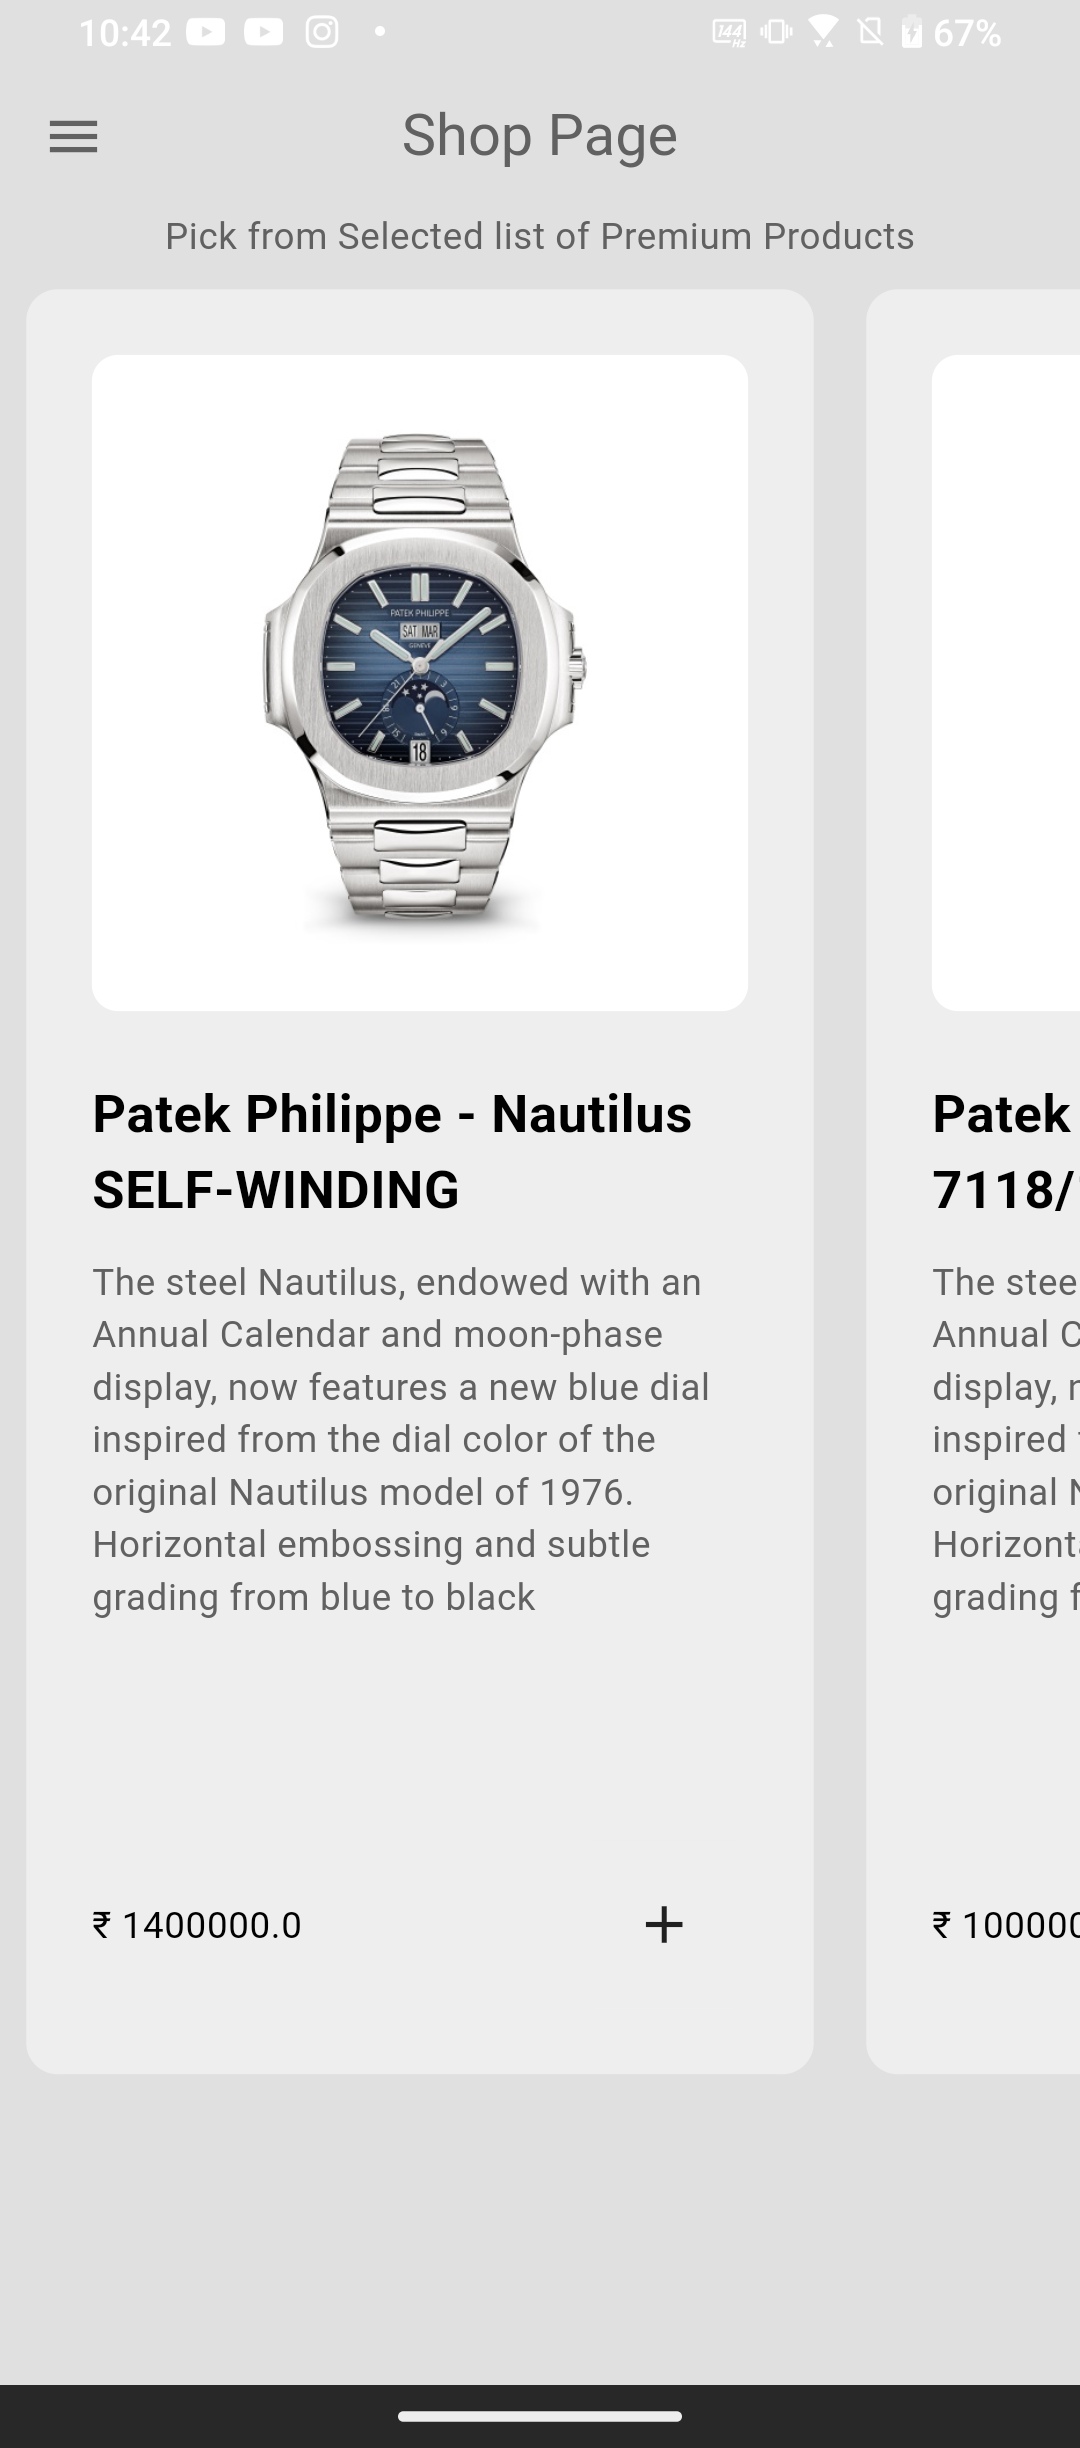 10:42
144
Hz
67%
Shop Page
Pick from Selected list of Premium Products
PATEK PHILIPPE
SAT MAR
GENEVE
18
Patek Philippe - Nautilus
SELF-WINDING
The steel Nautilus, endowed with an
Annual Calendar and moon-phase
display, now features a new blue dial
inspired from the dial color of the
original Nautilus model of 1976.
Horizontal embossing and subtle
grading from blue to black
₹ 1400000.0
Patek
7118/
The stee
Annual C
display,
inspired
original
Horizont
grading f
₹ 100000